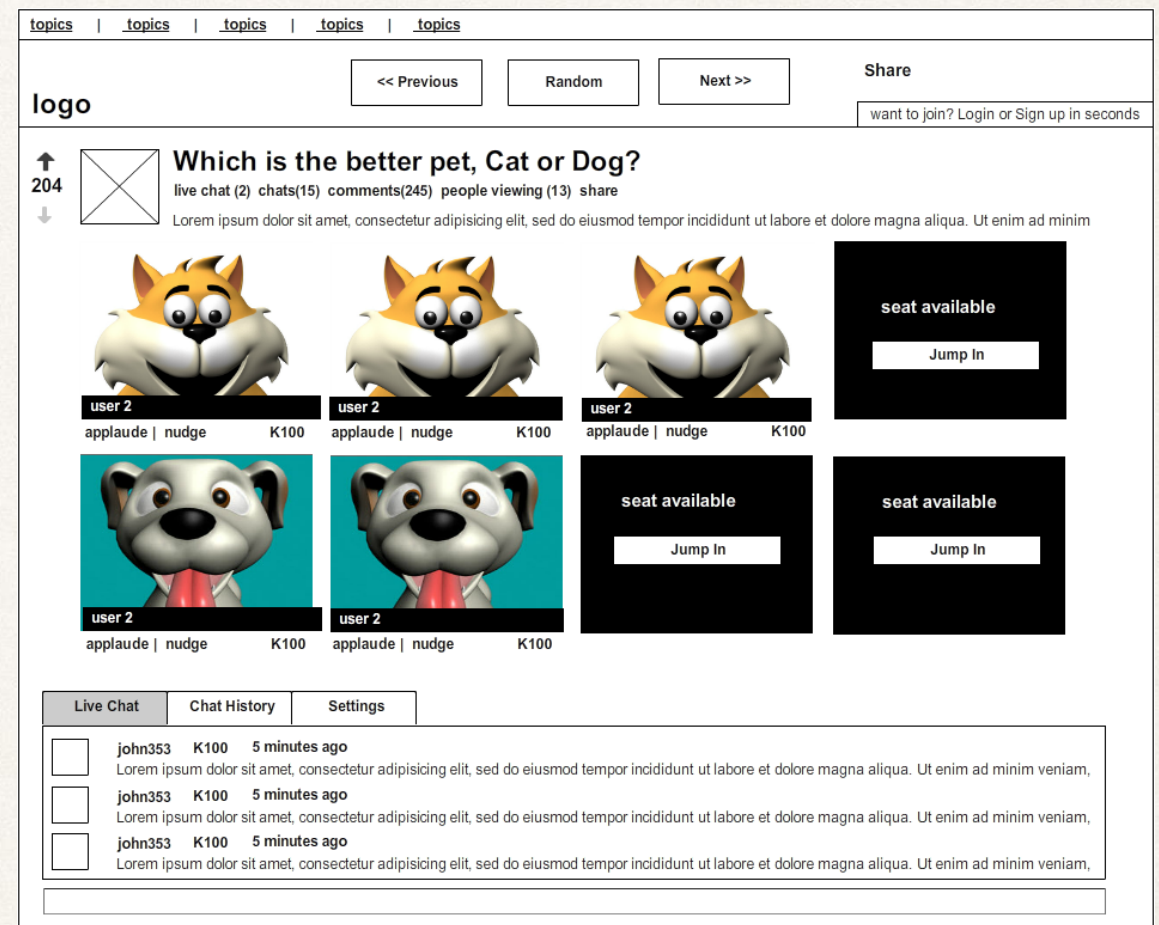 topics | topics | topics | topics | topics
<< Previous Random Next >> Share
logo
want to join? Login or Sign up in seconds
204
Which is the better pet, Cat or Dog?
live chat (2) chats(15) comments(245) people viewing (13) share
Lorem ipsum dolor sit amet, consectetur adipisicing elit, sed do eiusmod tempor incididunt ut labore et dolore magna aliqua. Ut enim ad minim
seat available
Jump In
user 2 user 2 user 2
applaude | nudge K100 applaude | nudge K100 applaude | nudge K100
seat available seat available
Jump In Jump In
user 2 user 2
applaude | nudge K100 applaude | nudge K100
Live Chat Chat History Settings
john353 K100 5 minutes ago
Lorem ipsum dolor sit amet, consectetur adipisicing elit, sed do eiusmod tempor incididunt ut labore et dolore magna aliqua. Ut enim ad minim veniam,
john353 K100 5 minutes ago
Lorem ipsum dolor sit amet, consectetur adipisicing elit, sed do eiusmod tempor incididunt ut labore et dolore magna aliqua. Ut enim ad minim veniam,
john353 K100 5 minutes ago
Lorem ipsum dolor sit amet, consectetur adipisicing elit, sed do eiusmod tempor incididunt ut labore et dolore magna aliqua. Ut enim ad minim veniam,